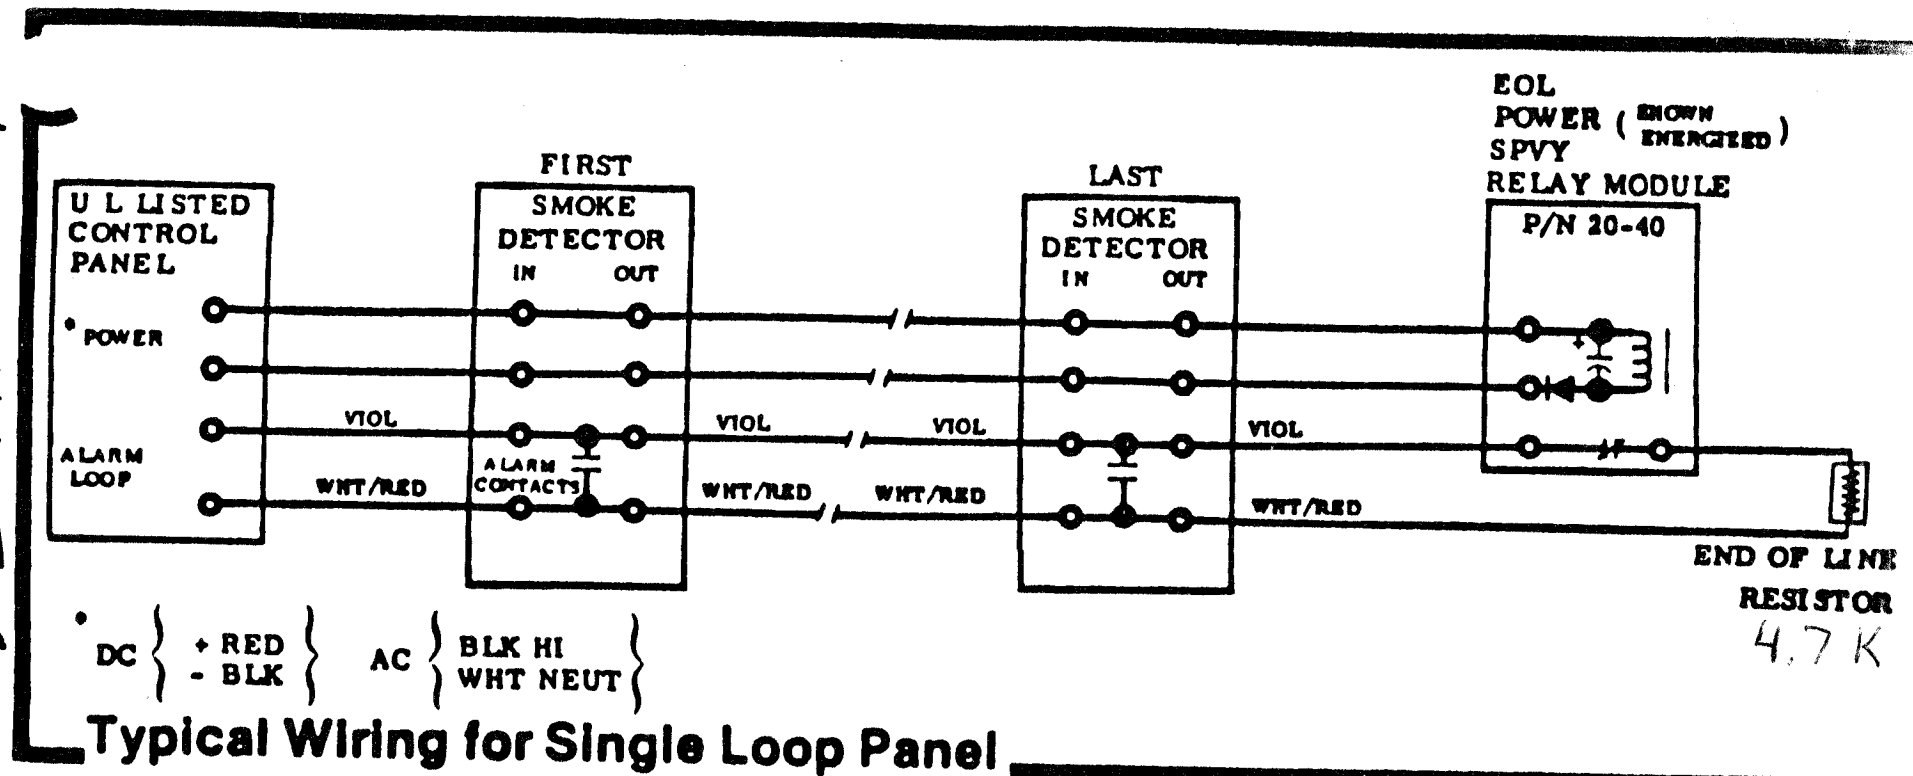 EOL
POWER ( SHOWN ENERGIZED )
SPVY
RELAY MODULE
P/N 20-40
FIRST
SMOKE
DETECTOR
IN OUT
LAST
SMOKE
DETECTOR
IN OUT
U L LISTED
CONTROL
PANEL
* POWER
ALARM
LOOP
VIOL
VIOL
VIOL
VIOL
ALARM
CONTACTS
WHT/RED
WHT/RED
WHT/RED
WHT/RED
+
END OF LINE
RESISTOR
4.7 K
* DC { + RED - BLK } AC { BLK HI WHT NEUT }
Typical Wiring for Single Loop Panel